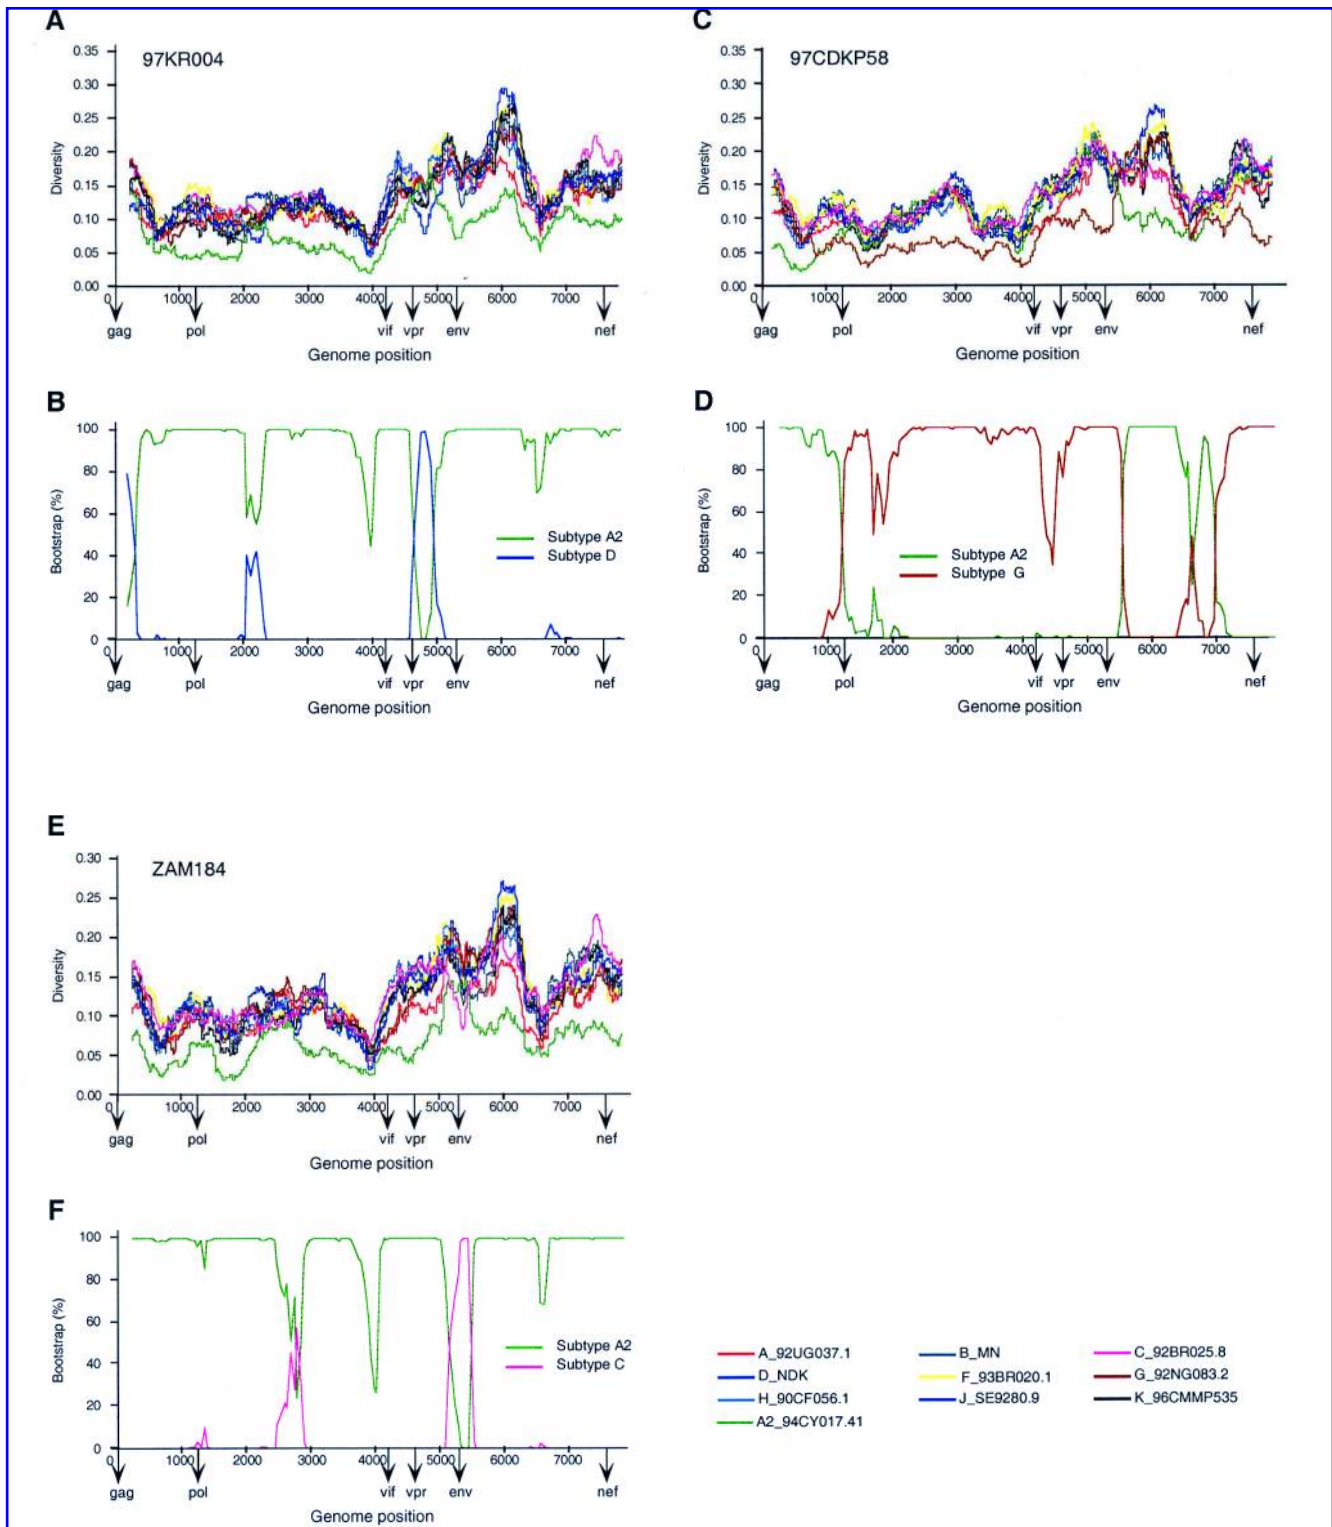 A
97KR004
0.35
0.30
0.25
0.20
0.15
0.10
0.05
0.00
Diversity
0 1000 2000 3000 4000 5000 6000 7000
gag pol vif vpr env nef
Genome position
C
97CDKP58
0.35
0.30
0.25
0.20
0.15
0.10
0.05
0.00
Diversity
0 1000 2000 3000 4000 5000 6000 7000
gag pol vif vpr env nef
Genome position
B
100
80
60
40
20
0
Bootstrap (%)
Subtype A2
Subtype D
0 1000 2000 3000 4000 5000 6000 7000
gag pol vif vpr env nef
Genome position
D
100
80
60
40
20
0
Bootstrap (%)
Subtype A2
Subtype G
1000 2000 3000 4000 5000 6000 7000
gag pol vif vpr env nef
Genome position
E
ZAM184
0.30
0.25
0.20
0.15
0.10
0.05
0.00
Diversity
0 1000 2000 3000 4000 5000 6000 7000
gag pol vif vpr env nef
Genome position
F
100
80
60
40
20
0
Bootstrap (%)
Subtype A2
Subtype C
0 1000 2000 3000 4000 5000 6000 7000
gag pol vif vpr env nef
Genome position
A_92UG037.1 B_MN C_92BR025.8
D_NDK F_93BR020.1 G_92NG083.2
H_90CF056.1 J_SE9280.9 K_96CMMP535
A2_94CY017.41